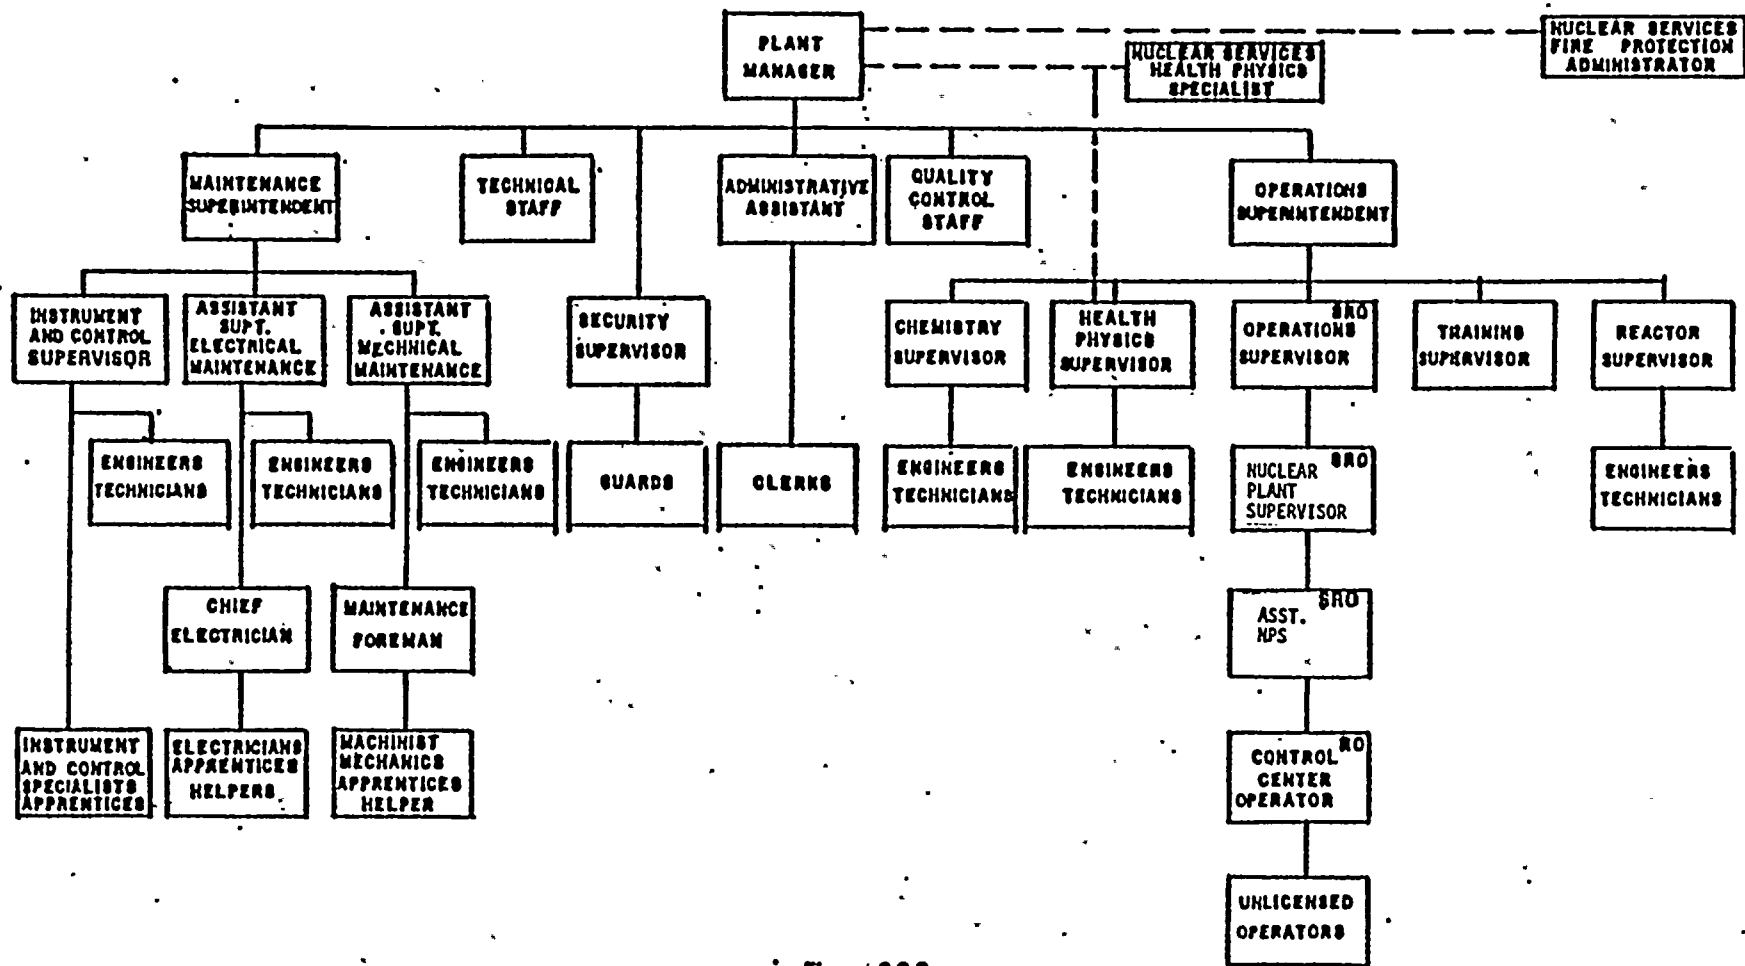 PLANT
MANAGER
NUCLEAR SERVICES
HEALTH PHYSICS
SPECIALIST
NUCLEAR SERVICES
FIRE PROTECTION
ADMINISTRATOR
MAINTENANCE
SUPERINTENDENT
TECHNICAL
STAFF
ADMINISTRATIVE
ASSISTANT
QUALITY
CONTROL
STAFF
OPERATIONS
SUPERINTENDENT
INSTRUMENT
AND CONTROL
SUPERVISOR
ASSISTANT
SUPT.
ELECTRICAL
MAINTENANCE
ASSISTANT
SUPT.
MECHNICAL
MAINTENANCE
SECURITY
SUPERVISOR
CHEMISTRY
SUPERVISOR
HEALTH
PHYSICS
SUPERVISOR
SRO
OPERATIONS
SUPERVISOR
TRAINING
SUPERVISOR
REACTOR
SUPERVISOR
ENGINEERS
TECHNICIANS
ENGINEERS
TECHNICIANS
ENGINEERS
TECHNICIANS
GUARDS
CLERKS
ENGINEERS
TECHNICIANS
ENGINEERS
TECHNICIANS
SRO
NUCLEAR
PLANT
SUPERVISOR
ENGINEERS
TECHNICIANS
CHIEF
ELECTRICIAN
MAINTENANCE
FOREMAN
SRO
ASST.
NPS
INSTRUMENT
AND CONTROL
SPECIALISTS
APPRENTICES
ELECTRICIANS
APPRENTICES
HELPERS
MACHINIST
MECHANICS
APPRENTICES
HELPER
RO
CONTROL
CENTER
OPERATOR
UNLICENSED
OPERATORS